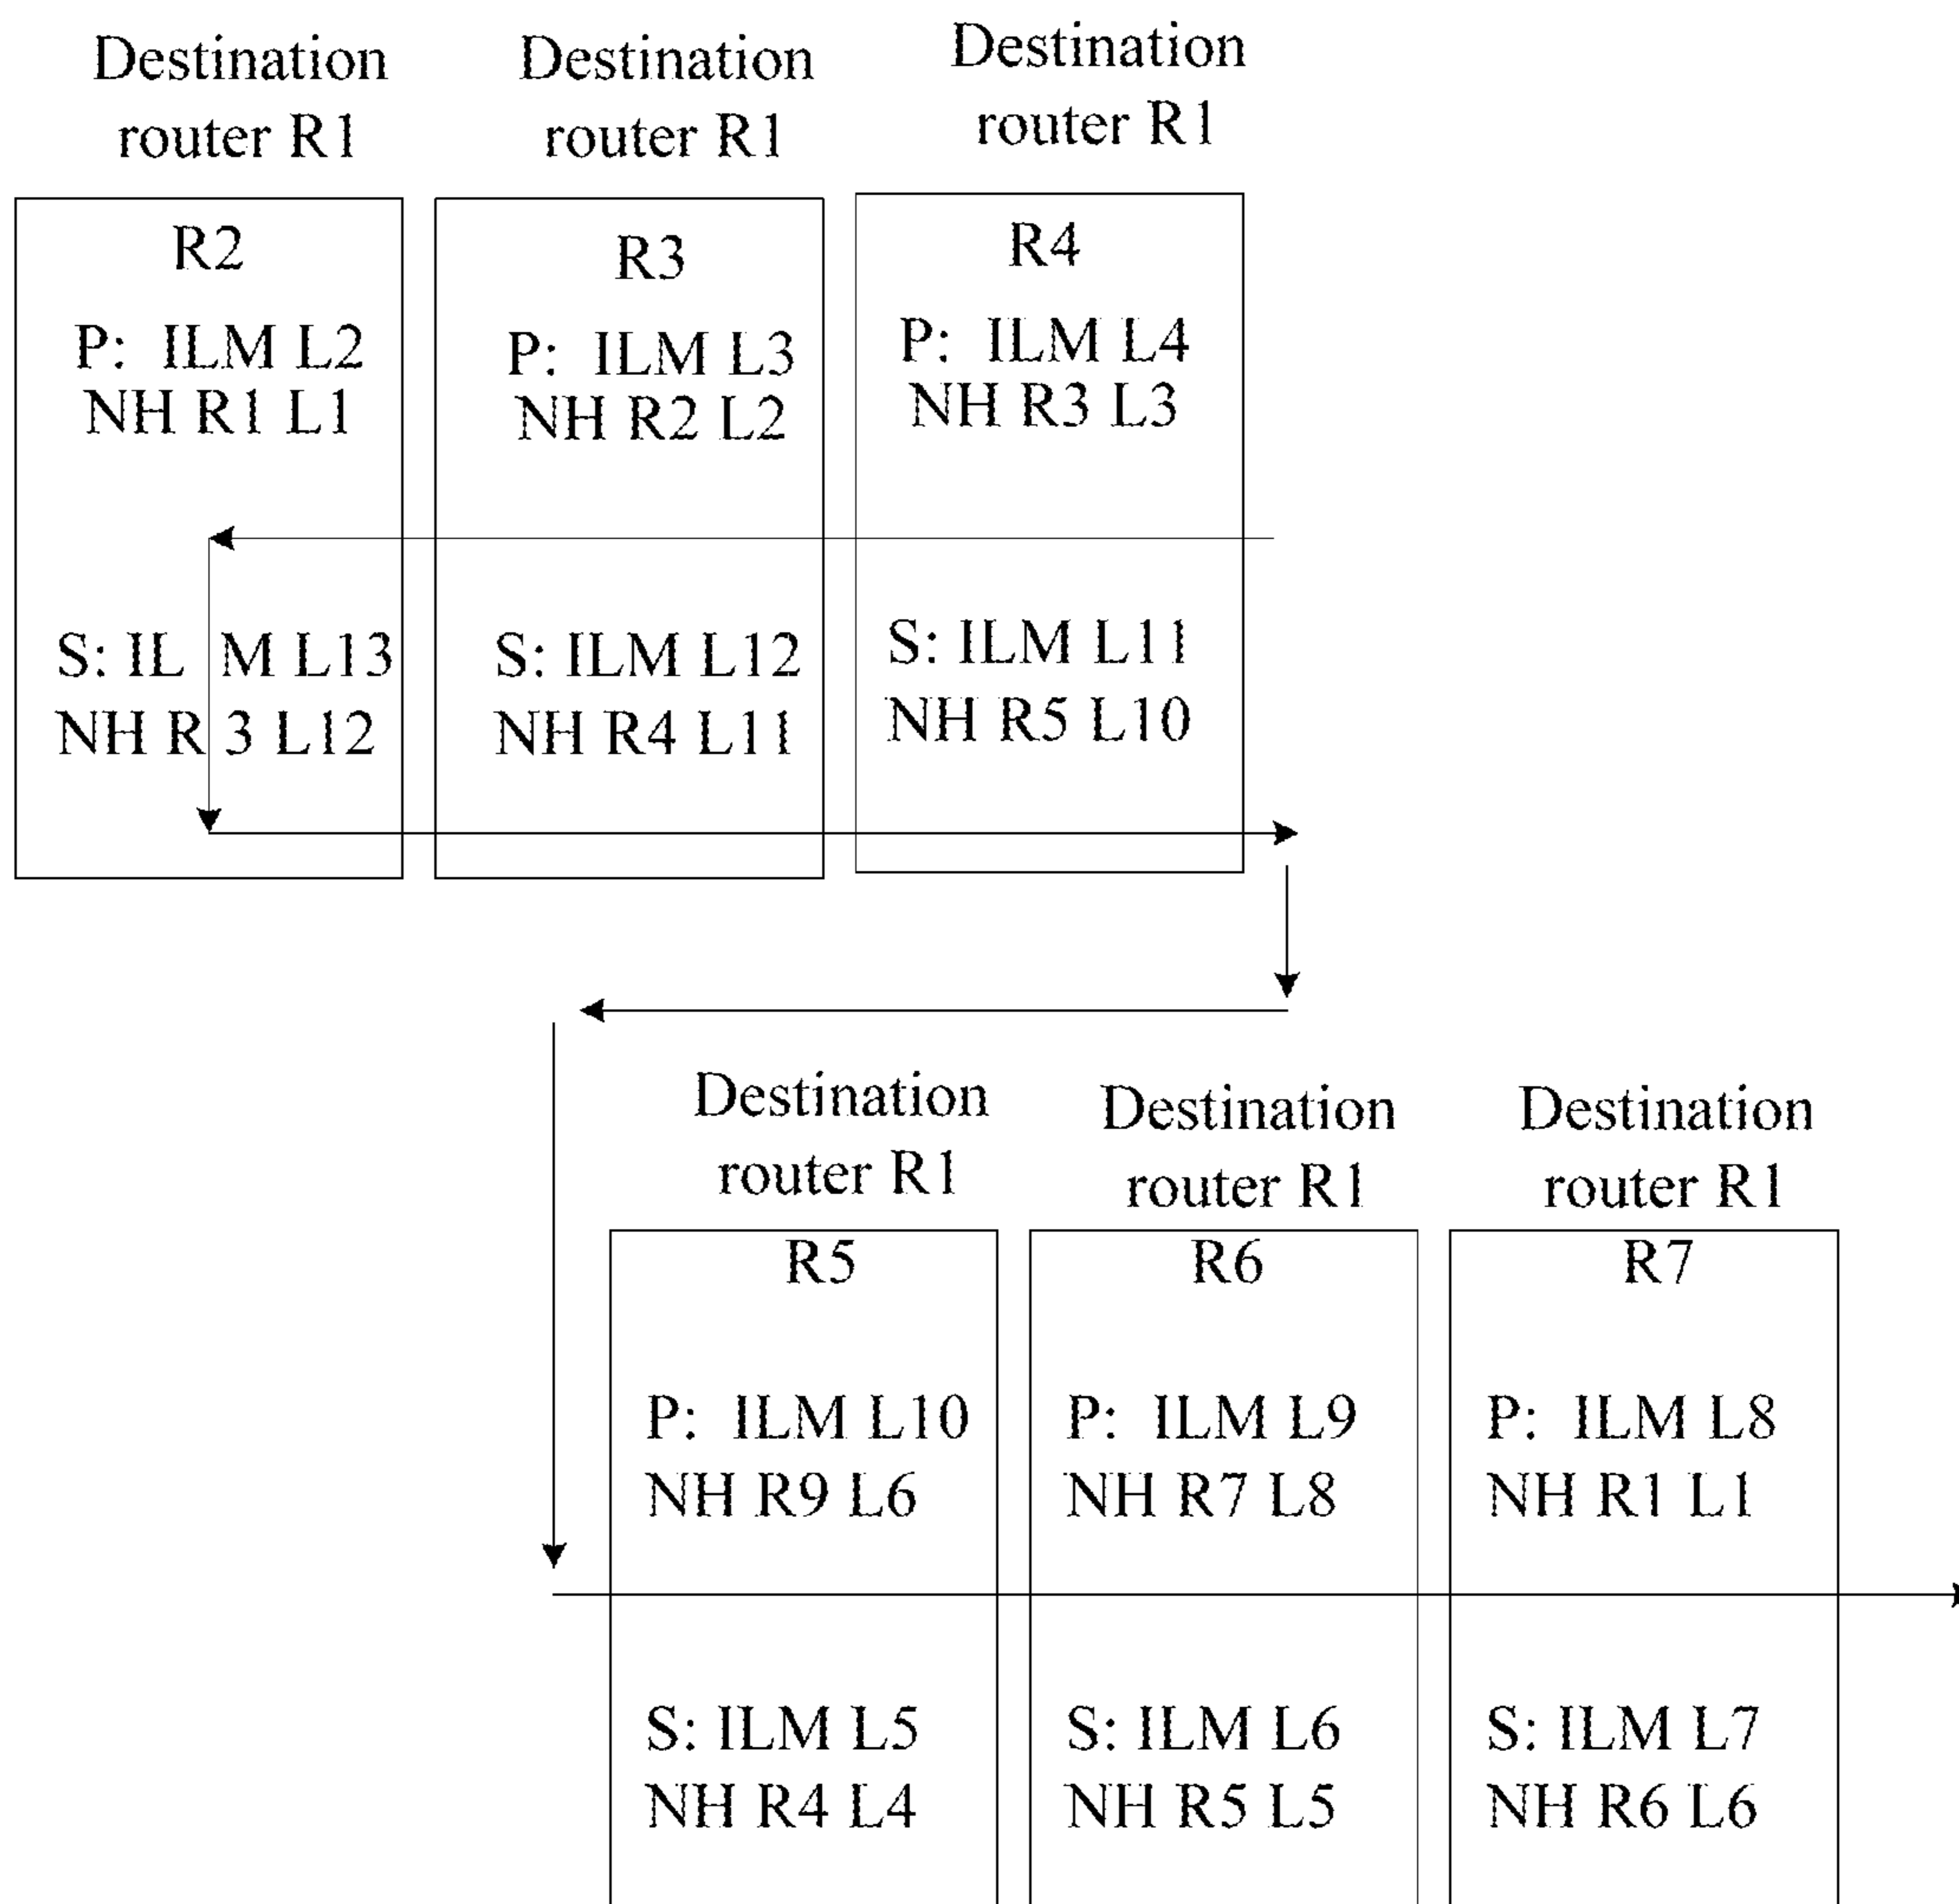 Destination
router R1
Destination
router R1
Destination
router R1
R2
P: ILM L2
NH R1 L1
S: IL M L13
NH R 3 L12
R3
P: ILM L3
NH R2 L2
S: ILM L12
NH R4 L11
R4
P: ILM L4
NH R3 L3
S: ILM L11
NH R5 L10
Destination
router R1
Destination
router R1
Destination
router R1
R5
P: ILM L10
NH R9 L6
S: ILM L5
NH R4 L4
R6
P: ILM L9
NH R7 L8
S: ILM L6
NH R5 L5
R7
P: ILM L8
NH R1 L1
S: ILM L7
NH R6 L6